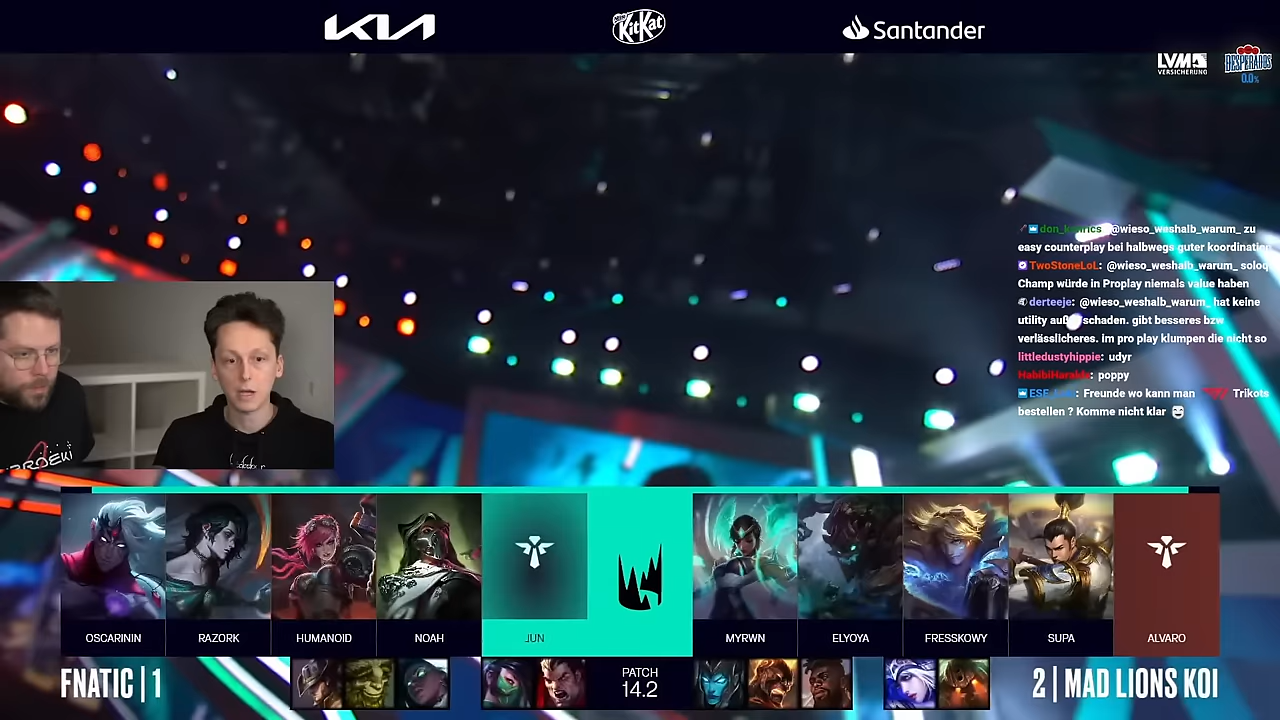 KIA
Nestlé
KitKat
Santander
LVM
VERSICHERUNG
DESPERADOS
0.0%
@wieso_weshalb_warum_ zu
easy counterplay bei halbwegs guter koordination
TwoStoneLoL: @wieso_weshalb_warum_ soloq
Champ würde in Proplay niemals value haben
derteeje: @wieso_weshalb_warum_ hat keine
utility außer schaden. gibt besseres bzw
verlässlicheres. im pro play klumpen die nicht so
littledustyhippie: udyr
poppy
Freunde wo kann man Trikots
bestellen ? Komme nicht klar
OSCARININ
RAZORK
HUMANOID
NOAH
JUN
MYRWN
ELYOYA
FRESSKOWY
SUPA
ALVARO
FNATIC | 1
PATCH
14.2
2 | MAD LIONS KOI